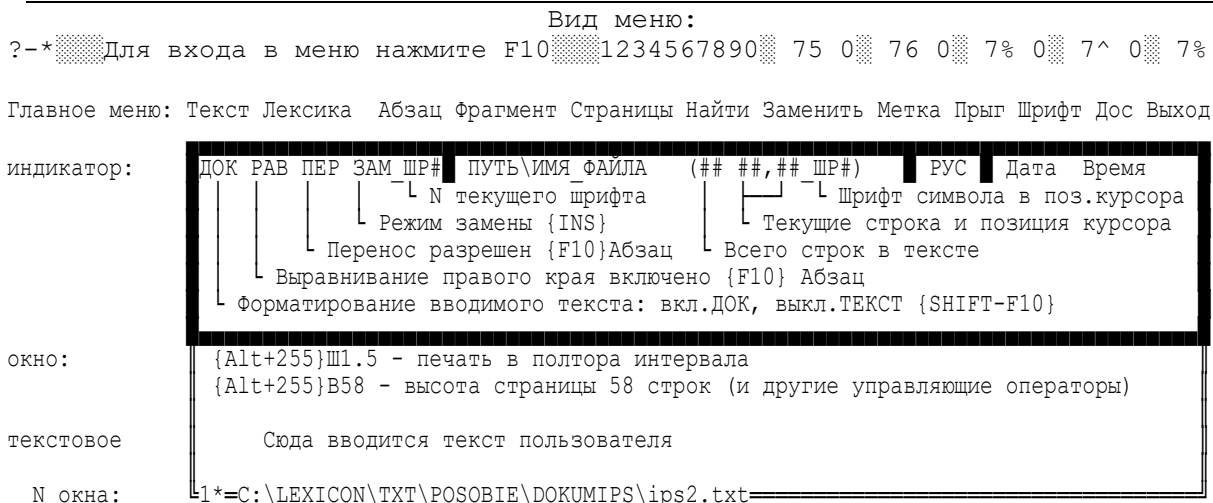 Вид меню:
?-*░░░Для входа в меню нажмите F10░░░1234567890░ 75 0░ 76 0░ 7% 0░ 7^ 0░ 7%
Главное меню: Текст Лексика Абзац Фрагмент Страницы Найти Заменить Метка Прыг Шрифт Дос Выход
индикатор: ДОК РАВ ПЕР ЗАМ_ШР# ПУТЬ\ИМЯ_ФАЙЛА (## ##,##_ШР#) РУС Дата Время
N текущего шрифта Шрифт символа в поз.курсора
Режим замены {INS} Текущие строка и позиция курсора
Перенос разрешен {F10}Абзац Всего строк в тексте
Выравнивание правого края включено {F10} Абзац
Форматирование вводимого текста: вкл.ДОК, выкл.ТЕКСТ {SHIFT-F10}
окно: {Alt+255}Ш1.5 - печать в полтора интервала
{Alt+255}В58 - высота страницы 58 строк (и другие управляющие операторы)
текстовое Сюда вводится текст пользователя
N окна: 1*=C:\LEXICON\TXT\POSOBIE\DOKUMIPS\ips2.txt